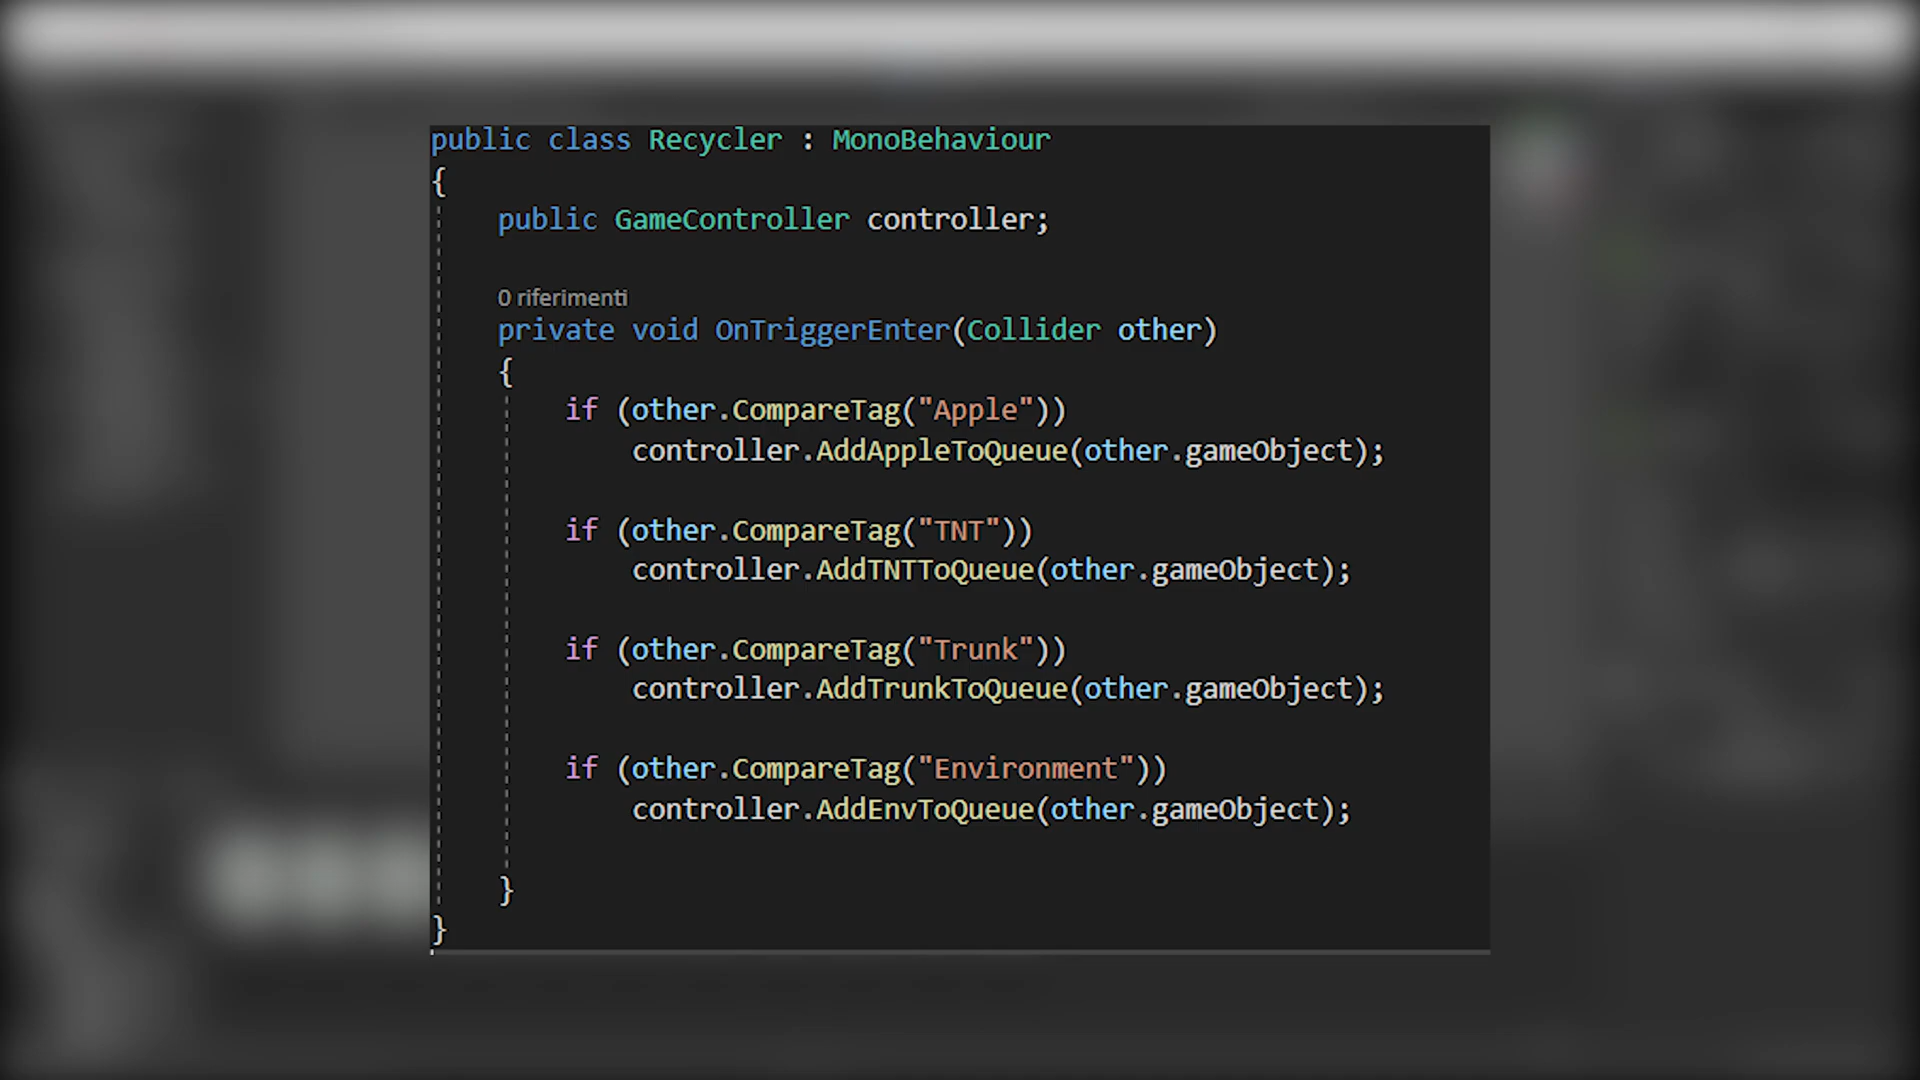 public class Recycler : MonoBehaviour
{
public GameController controller;
0 riferimenti
private void OnTriggerEnter(Collider other)
{
if (other.CompareTag("Apple"))
controller.AddAppleToQueue(other.gameObject);
if (other.CompareTag("TNT"))
controller.AddTNTToQueue(other.gameObject);
if (other.CompareTag("Trunk"))
controller.AddTrunkToQueue(other.gameObject);
if (other.CompareTag("Environment"))
controller.AddEnvToQueue(other.gameObject);
}
}